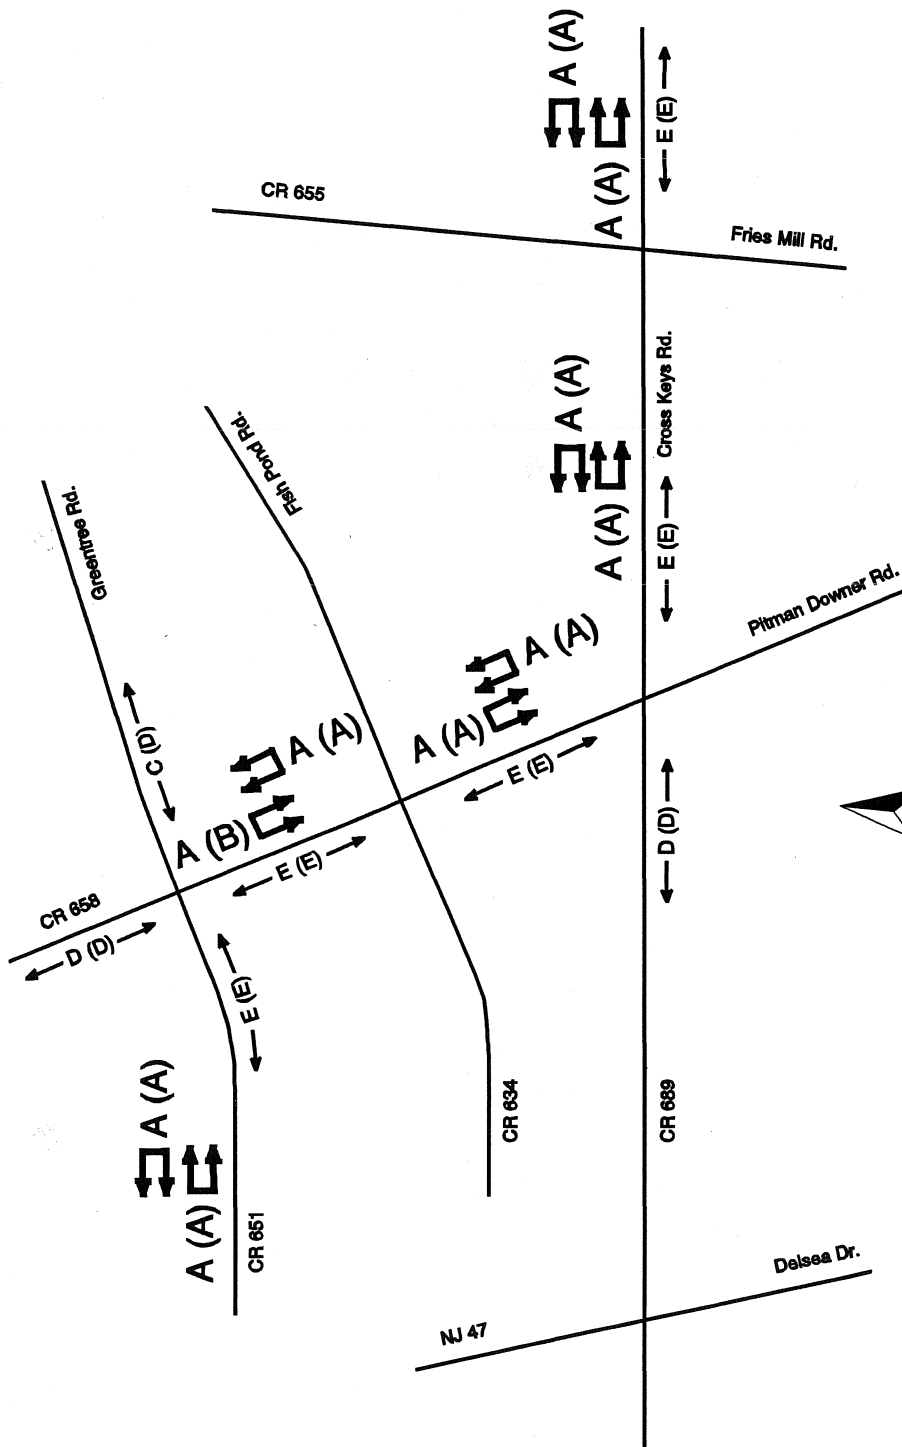 A (A)
A (A)
E (E)
CR 655
Fries Mill Rd.
A (A)
A (A)
Cross Keys Rd.
E (E)
Fish Pond Rd.
Greentree Rd.
Pitman Downer Rd.
A (A)
A (A)
E (E)
C (D)
A (A)
A (B)
E (E)
D (D)
CR 658
D (D)
E (E)
A (A)
A (A)
CR 651
CR 634
CR 689
Delsea Dr.
NJ 47